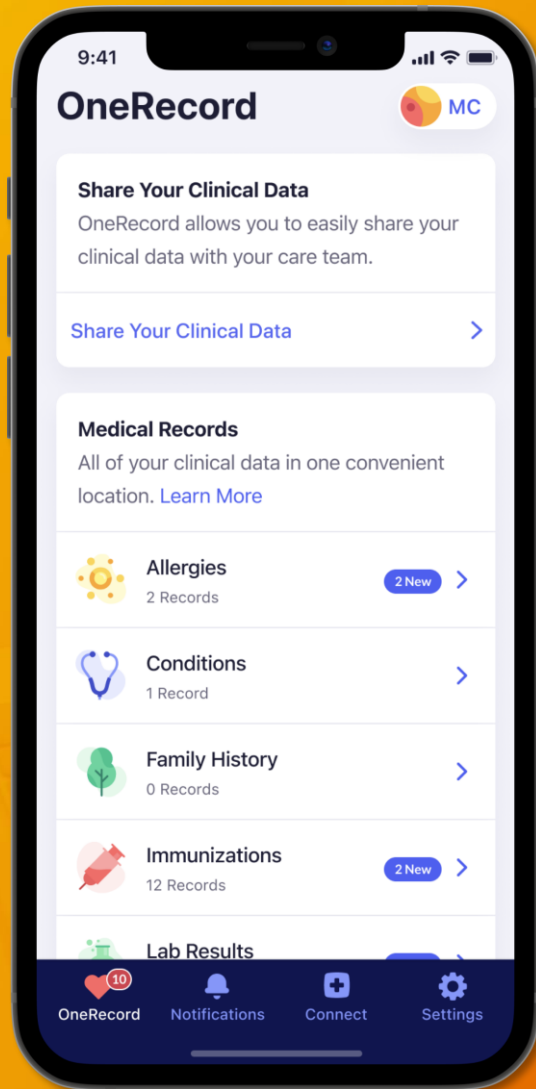 9:41
OneRecord
MC
Share Your Clinical Data
OneRecord allows you to easily share your
clinical data with your care team.
Share Your Clinical Data
Medical Records
All of your clinical data in one convenient
location. Learn More
Allergies
2 New
2 Records
Conditions
1 Record
Family History
0 Records
Immunizations
2 New
12 Records
Lab Results
10
OneRecord Notifications Connect Settings